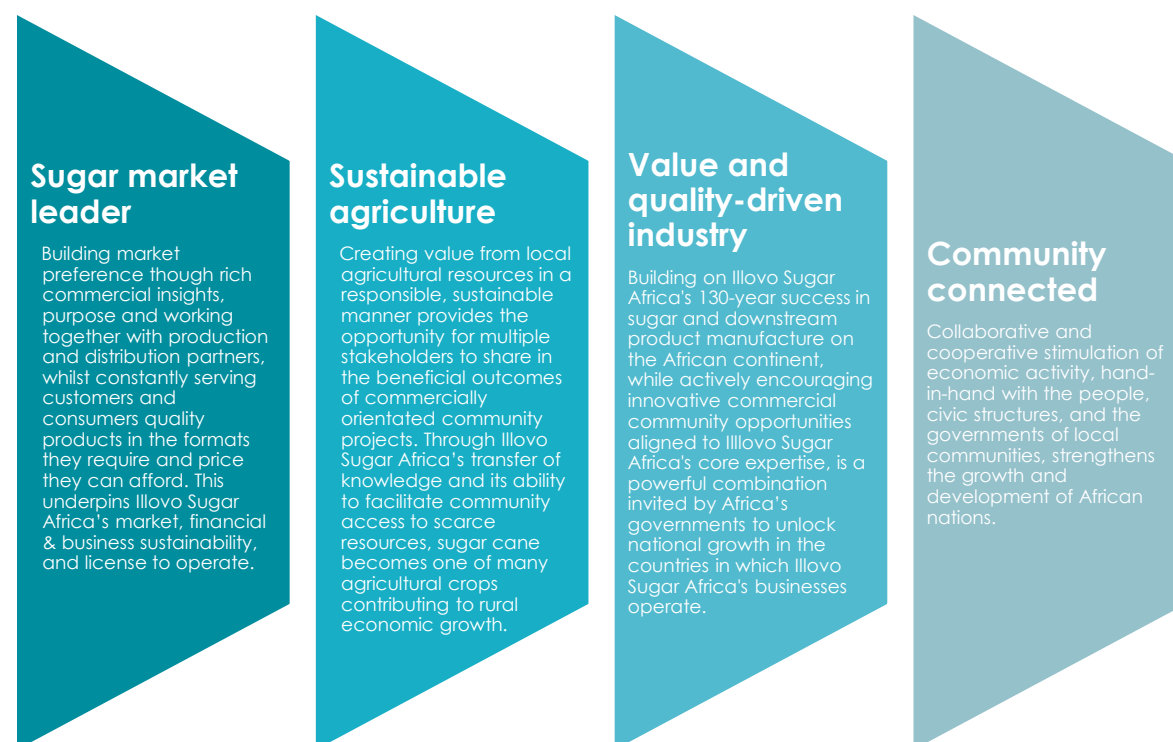 Sugar market
leader
Building market
preference though rich
commercial insights,
purpose and working
together with production
and distribution partners,
whilst constantly serving
customers and
consumers quality
products in the formats
they require and price
they can afford. This
underpins Illovo Sugar
Africa’s market, financial
& business sustainability,
and license to operate.
Sustainable
agriculture
Creating value from local
agricultural resources in a
responsible, sustainable
manner provides the
opportunity for multiple
stakeholders to share in
the beneficial outcomes
of commercially
orientated community
projects. Through Illovo
Sugar Africa’s transfer of
knowledge and its ability
to facilitate community
access to scarce
resources, sugar cane
becomes one of many
agricultural crops
contributing to rural
economic growth.
Value and
quality-driven
industry
Building on Illovo Sugar
Africa's 130-year success in
sugar and downstream
product manufacture on
the African continent,
while actively encouraging
innovative commercial
community opportunities
aligned to Illlovo Sugar
Africa's core expertise, is a
powerful combination
invited by Africa’s
governments to unlock
national growth in the
countries in which Illovo
Sugar Africa's businesses
operate.
Community
connected
Collaborative and
cooperative stimulation of
economic activity, hand-
in-hand with the people,
civic structures, and the
governments of local
communities, strengthens
the growth and
development of African
nations.